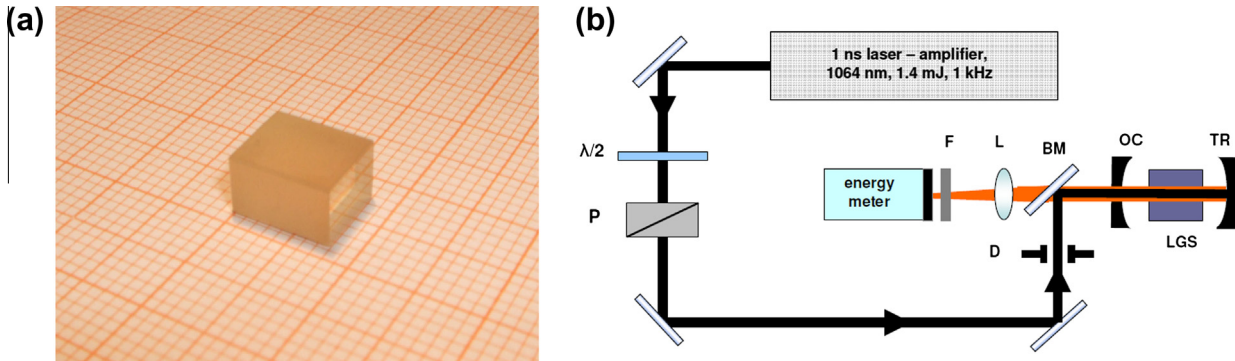 (a)
(b)
1 ns laser – amplifier,
1064 nm, 1.4 mJ, 1 kHz
λ/2
P
F
L
BM
OC
TR
energy
meter
LGS
D